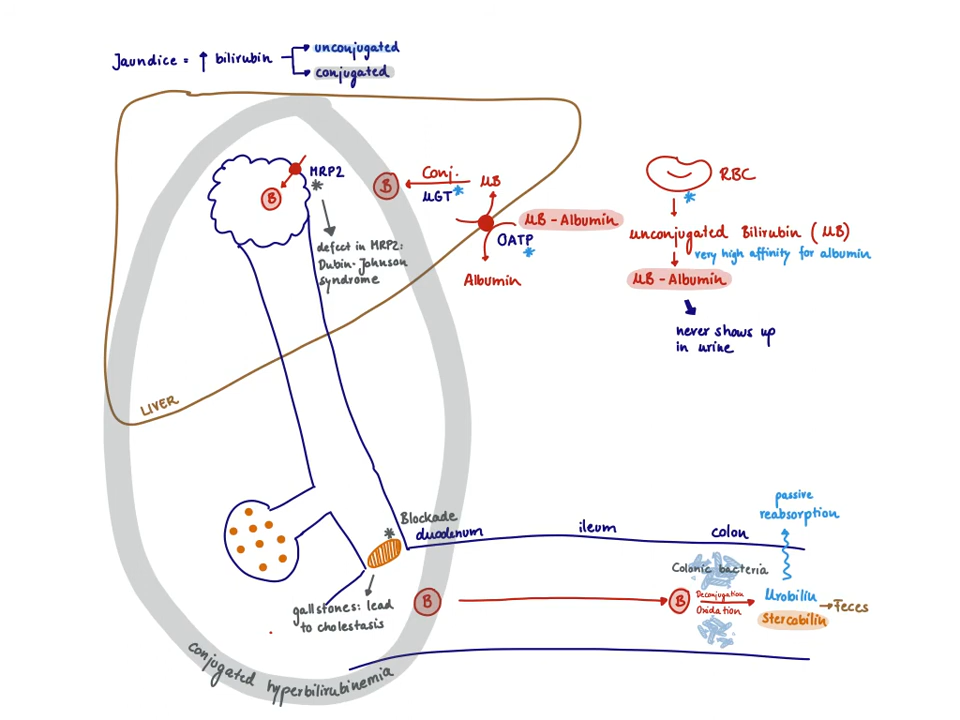 Jaundice = ↑ bilirubin
unconjugated
conjugated
MRP2
*
B
defect in MRP2:
Dubin-Johnson
syndrome
B
Conj.
UGT *
UB
UB - Albumin
OATP
*
Albumin
RBC
*
unconjugated Bilirubin (UB)
very high affinity for albumin
UB - Albumin
never shows up
in urine
LIVER
* Blockade
duodenum
ileum
colon
passive
reabsorption
Colonic bacteria
gallstones: lead
to cholestasis
B
B
Deconjugation
Oxidation
Urobilin
Stercobilin
→ Feces
conjugated hyperbilirubinemia